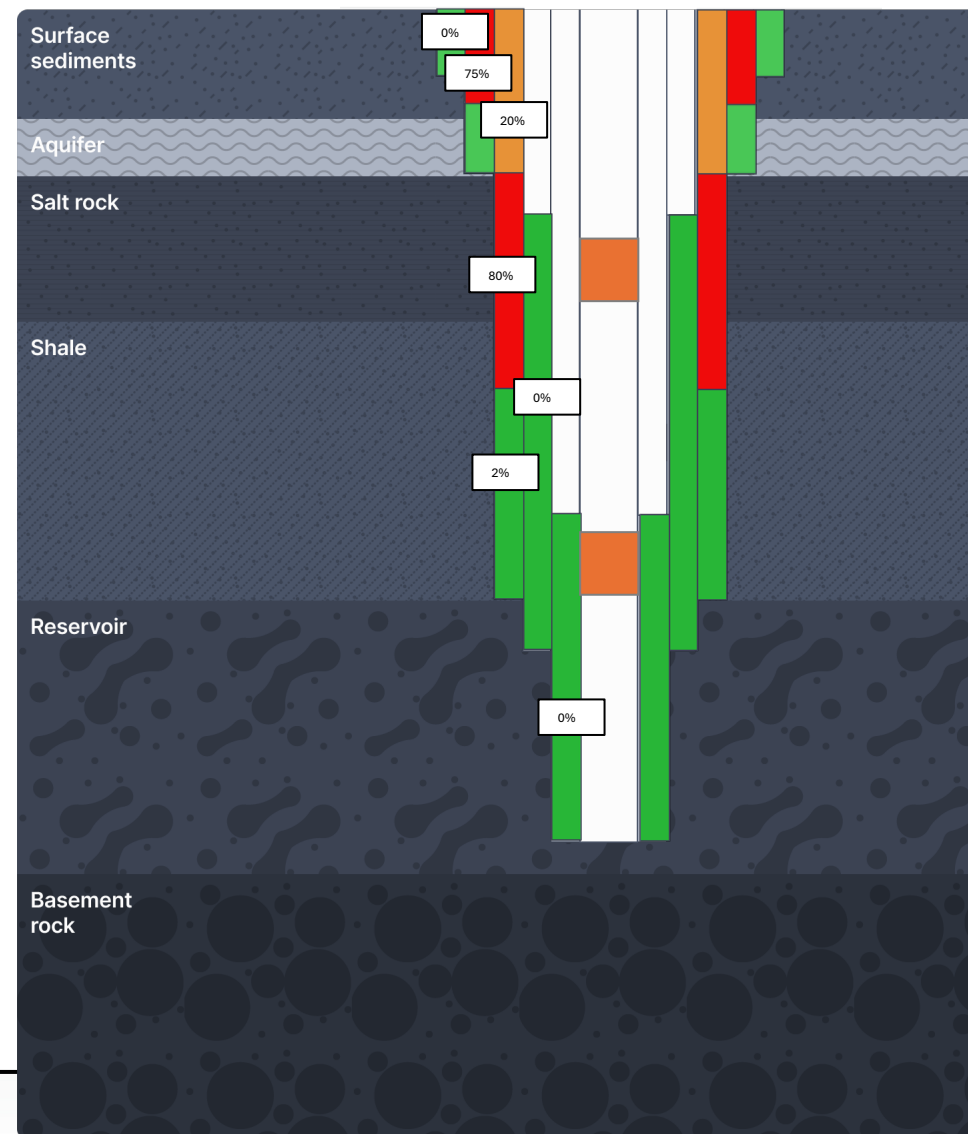 Surface
sediments
0%
75%
20%
Aquifer
Salt rock
80%
Shale
0%
2%
Reservoir
0%
Basement
rock